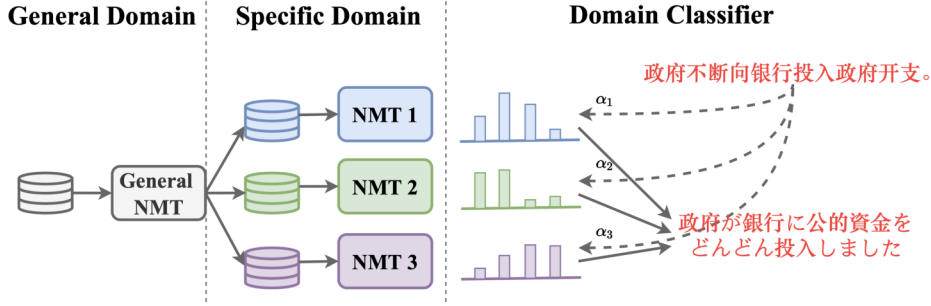 General Domain
Specific Domain
Domain Classifier
General
NMT
NMT 1
NMT 2
NMT 3
α₁
α₂
α₃
政府不断向银行投入政府开支。
政府が銀行に公的資金を
どんどん投入しました